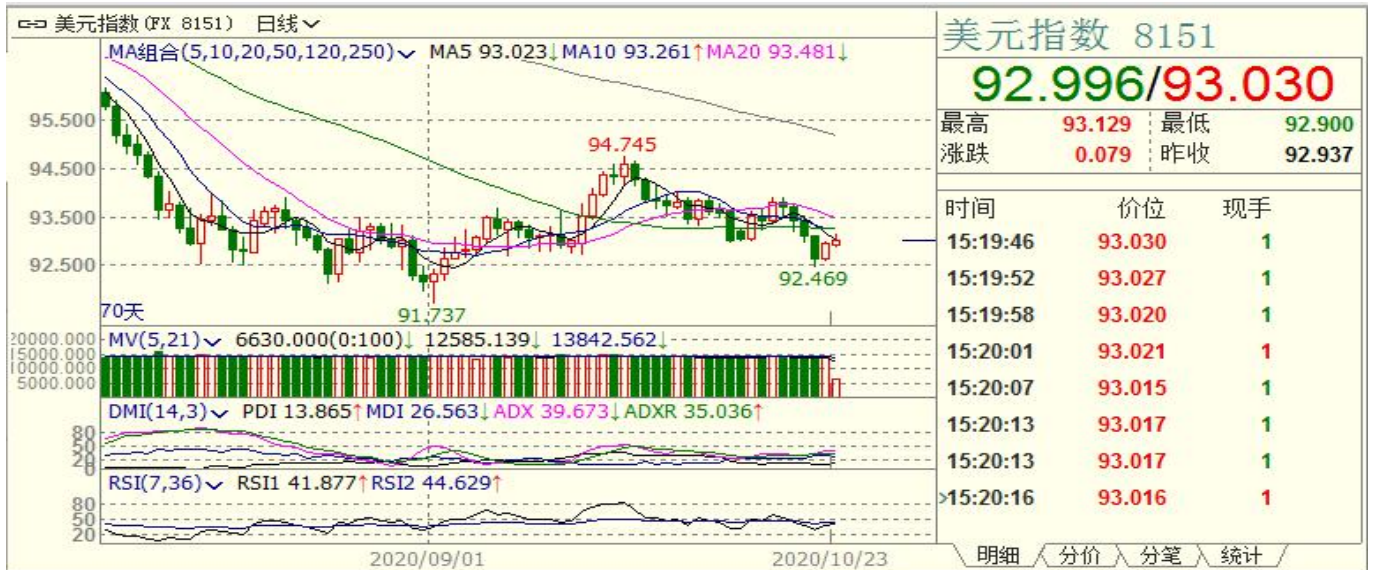 美元指数(FX 8151) 日线
MA组合(5,10,20,50,120,250) MA5 93.023↓MA10 93.261↑MA20 93.481↓
95.500
94.500
93.500
92.500
94.745
92.469
91.737
70天
MV(5,21) 6630.000(0:100)↓ 12585.139↓ 13842.562↓
20000.000
15000.000
10000.000
5000.000
DMI(14,3) PDI 13.865↑MDI 26.563↓ADX 39.673↓ADXR 35.036↑
80
50
20
0
RSI(7,36) RSI1 41.877↑RSI2 44.629↑
80
50
20
2020/09/01 2020/10/23
美元指数 8151
92.996/93.030
最高 93.129 最低 92.900
涨跌 0.079 昨收 92.937
时间 价位 现手
15:19:46 93.030 1
15:19:52 93.027 1
15:19:58 93.020 1
15:20:01 93.021 1
15:20:07 93.015 1
15:20:13 93.017 1
15:20:13 93.017 1
>15:20:16 93.016 1
明细 分价 分笔 统计